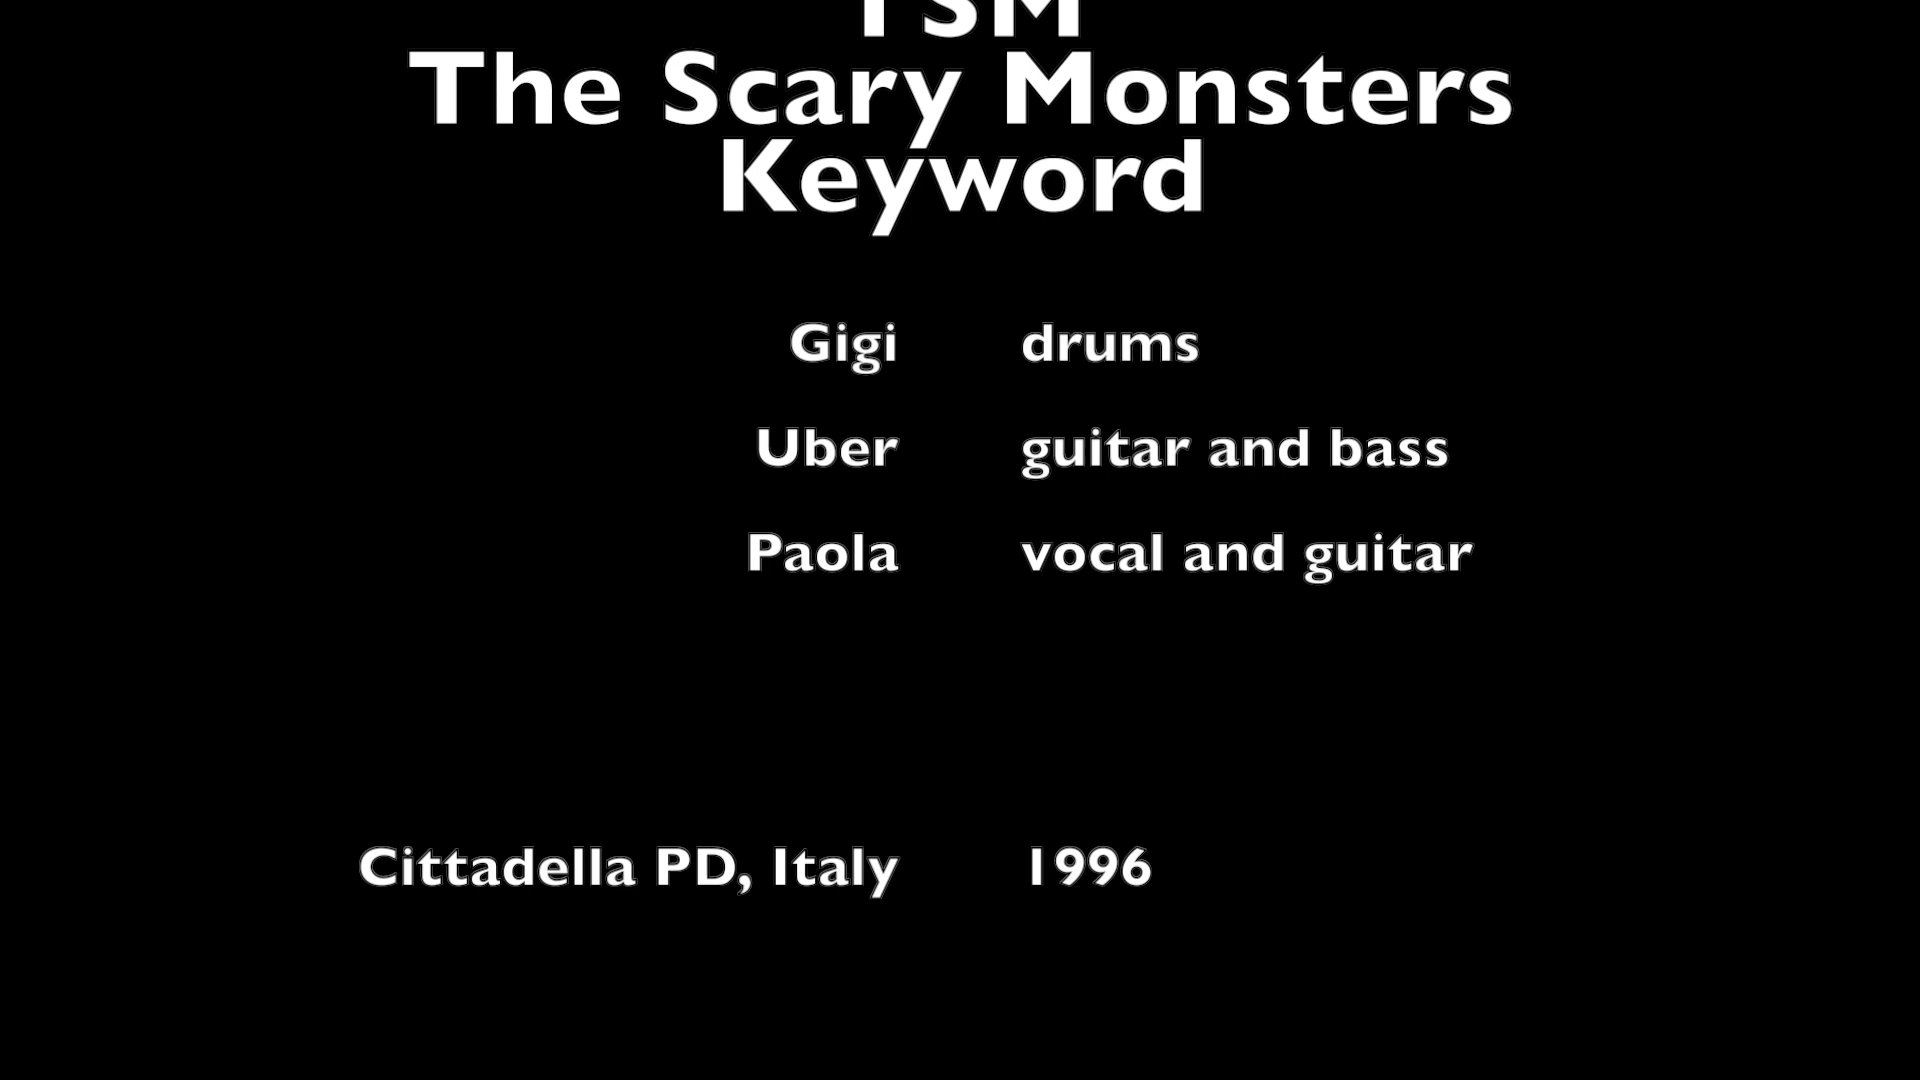 TSM
The Scary Monsters
Keyword
Gigi drums
Uber guitar and bass
Paola vocal and guitar
Cittadella PD, Italy 1996